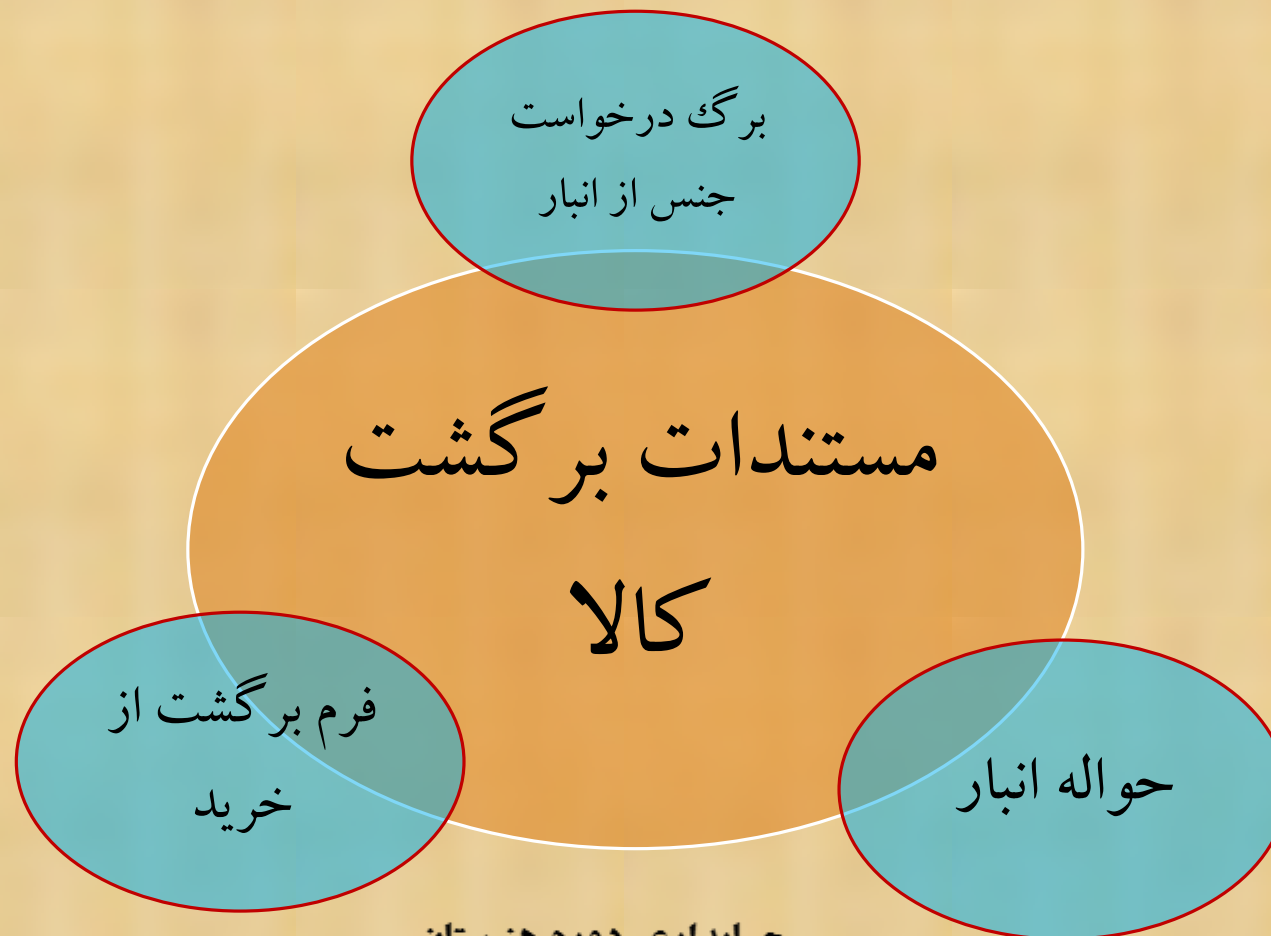 برگ درخواست
جنس از انبار
مستندات برگشت
کالا
فرم برگشت از
خرید
حواله انبار